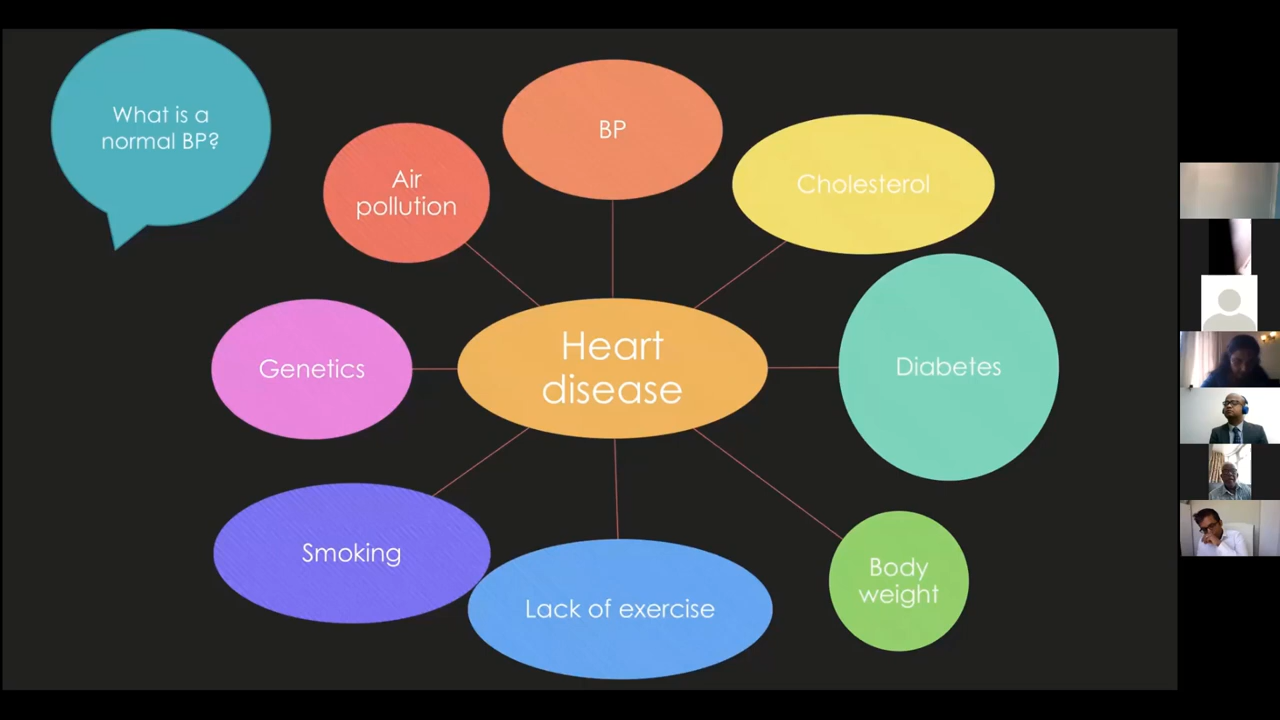 What is a
normal BP?
BP
Air
pollution
Cholesterol
Genetics
Heart
disease
Diabetes
Smoking
Lack of exercise
Body
weight